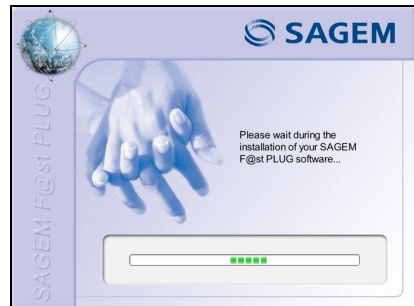 SAGEM
SAGEM F@st PLUG
Please wait during the
installation of your SAGEM
F@st PLUG software...